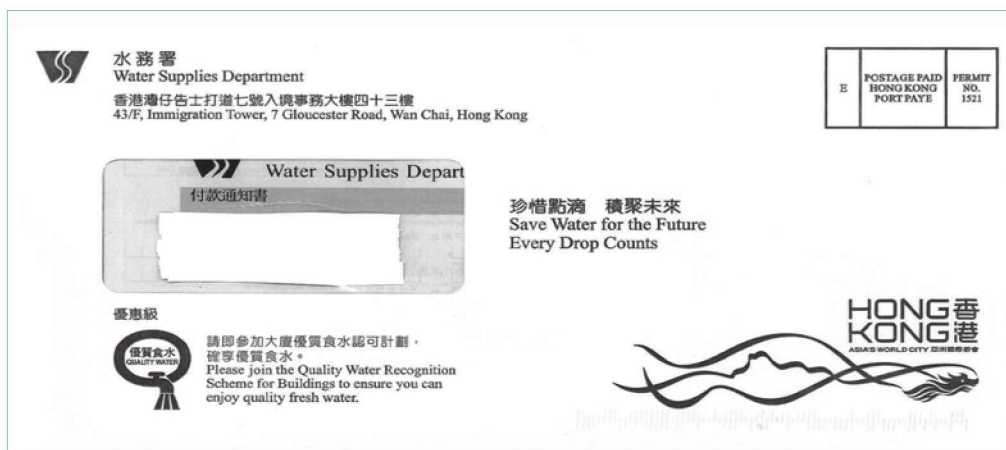 水務署
Water Supplies Department
香港灣仔告士打道七號入境事務大樓四十三樓
43/F, Immigration Tower, 7 Gloucester Road, Wan Chai, Hong Kong
E
POSTAGE PAID
HONG KONG
PORT PAYE
PERMIT
NO.
1521
Water Supplies Depart
付款通知書
珍惜點滴 積聚未來
Save Water for the Future
Every Drop Counts
優惠級
優質食水
QUALITY WATER
請即參加大廈優質食水認可計劃，
確享優質食水。
Please join the Quality Water Recognition
Scheme for Buildings to ensure you can
enjoy quality fresh water.
HONG 香
KONG 港
ASIA'S WORLD CITY 亞洲國際都會